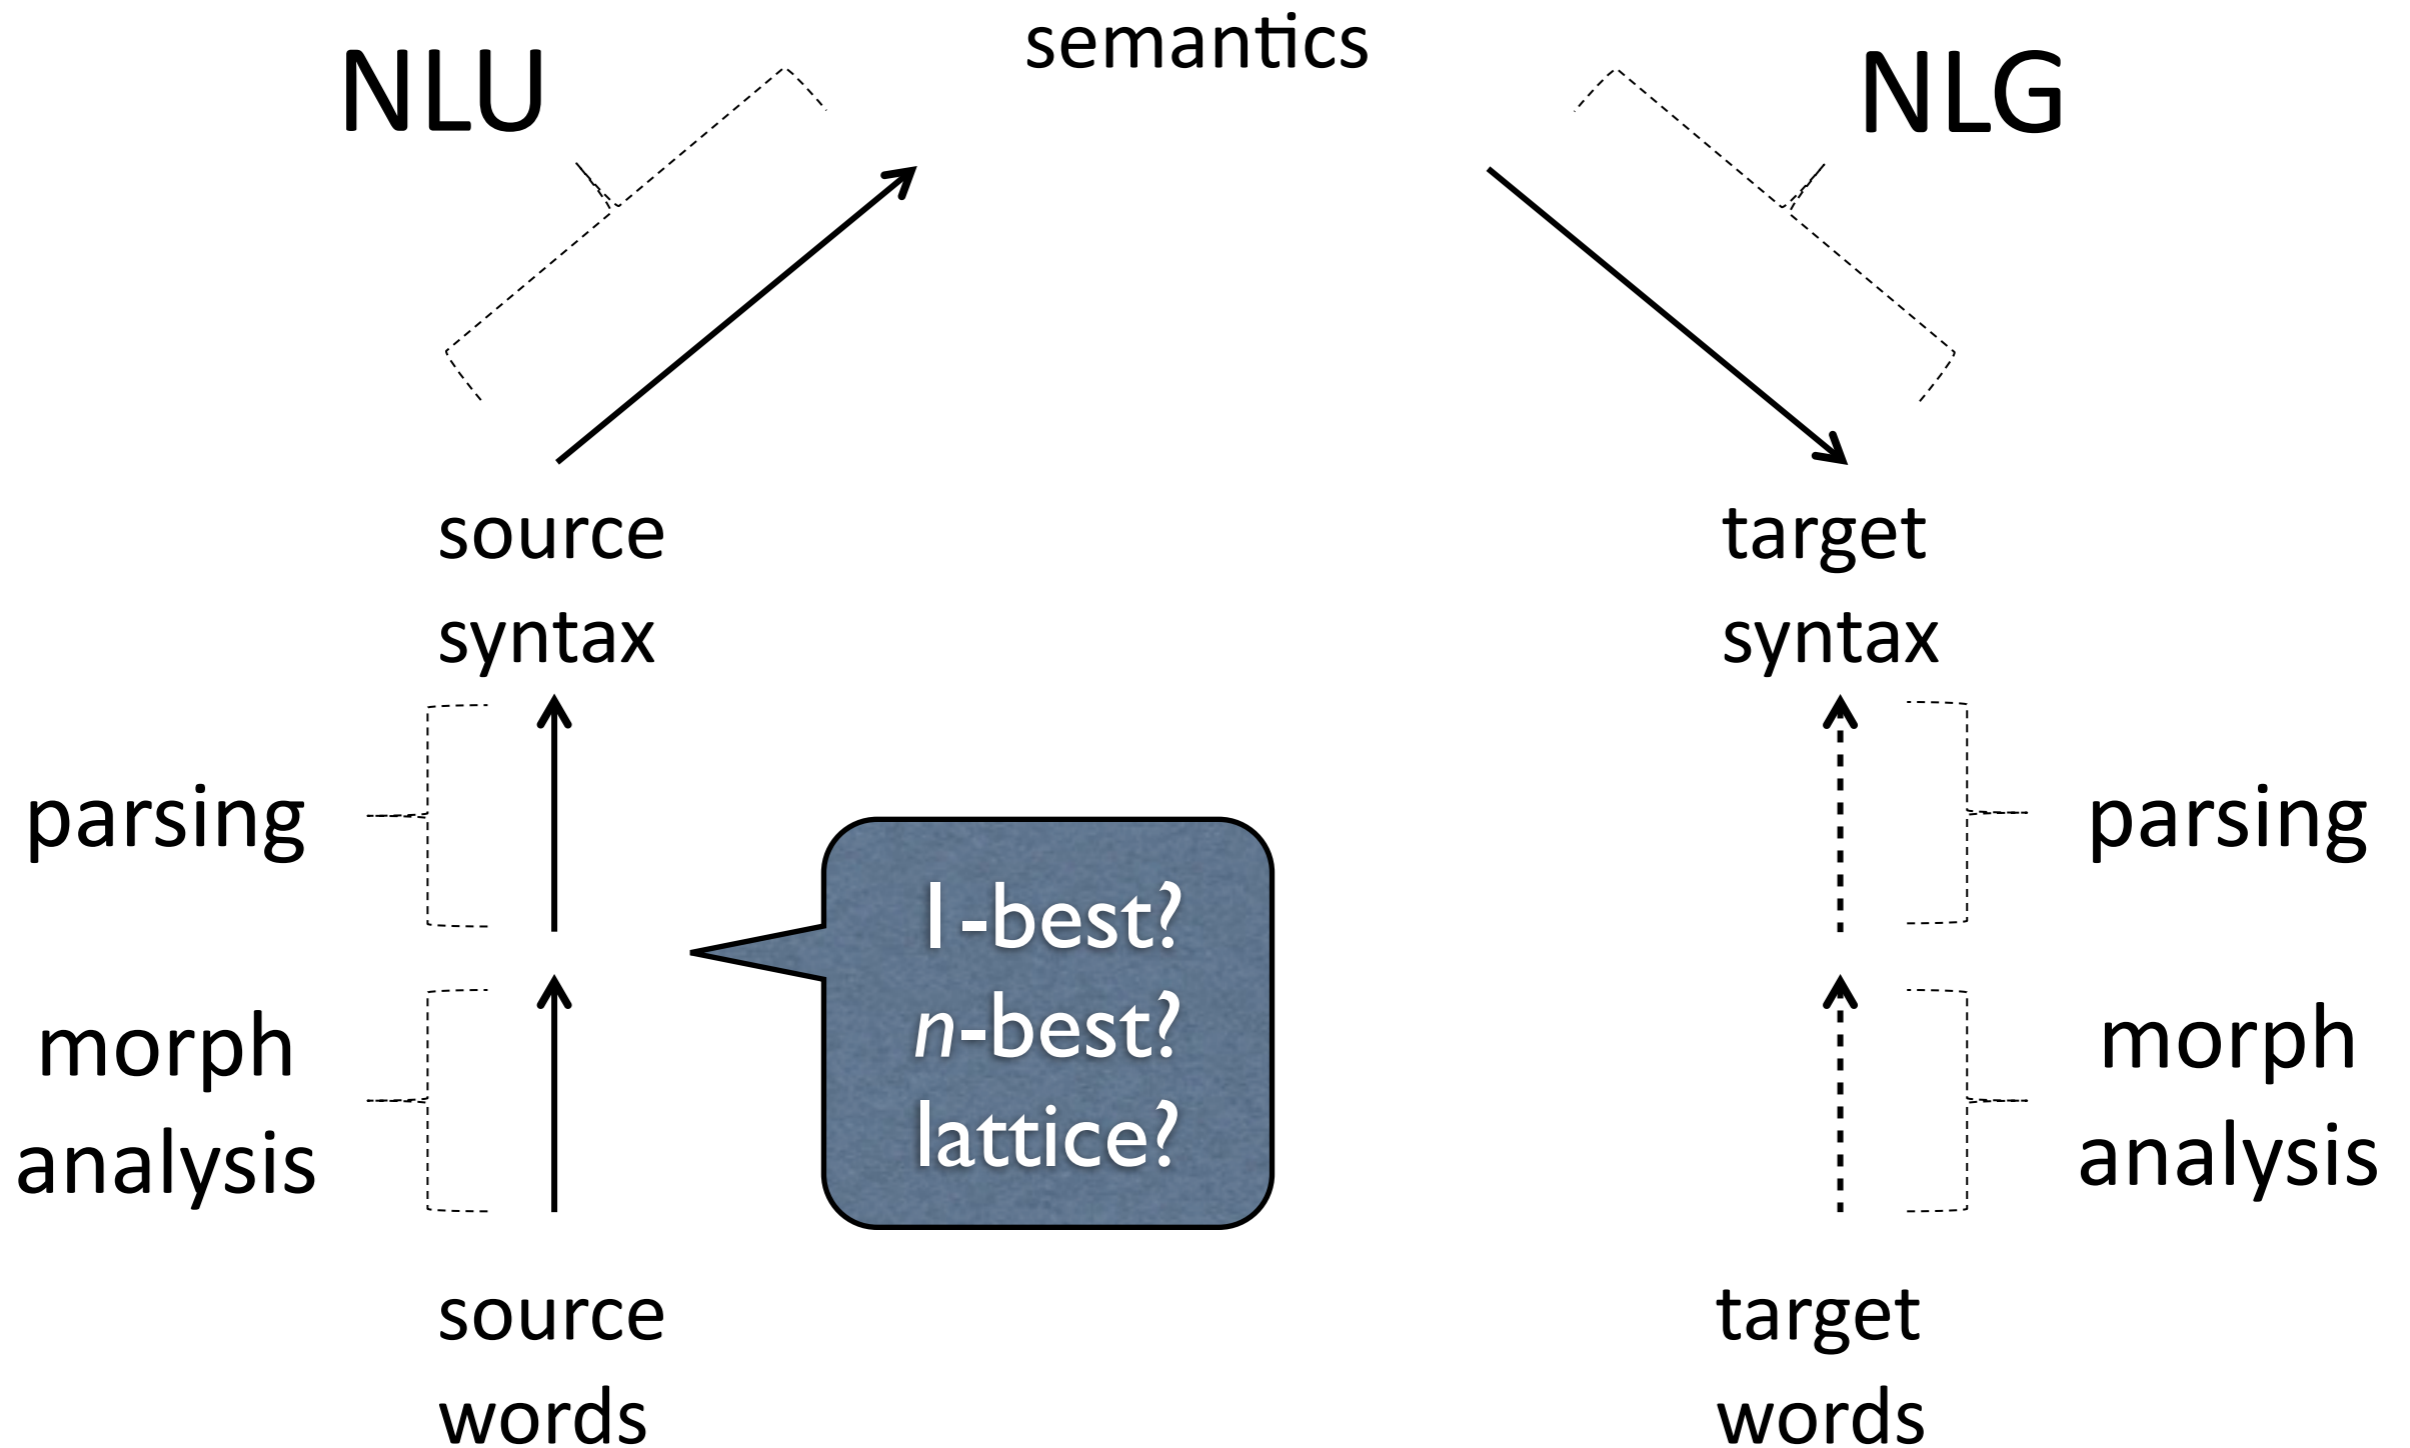 semantics
NLU
NLG
source
syntax
target
syntax
parsing
parsing
1-best?
n-best?
lattice?
morph
analysis
morph
analysis
source
words
target
words